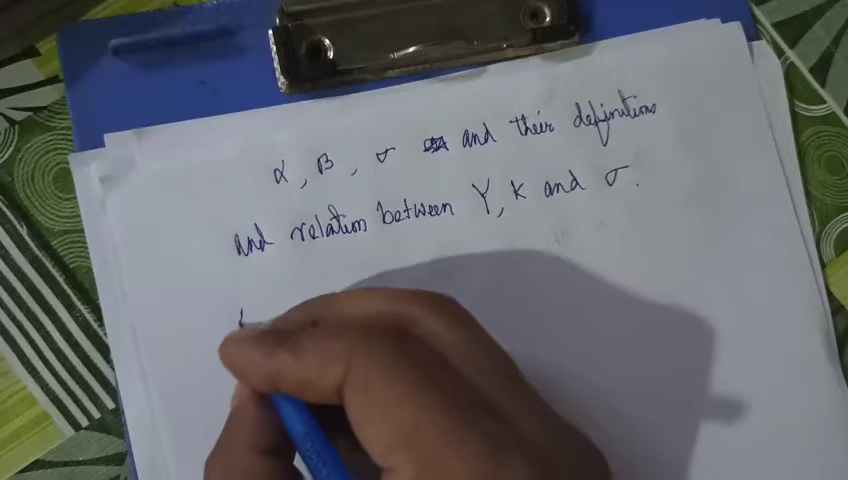 α, β, σ and their definitions
and relation between Y, K and σ.